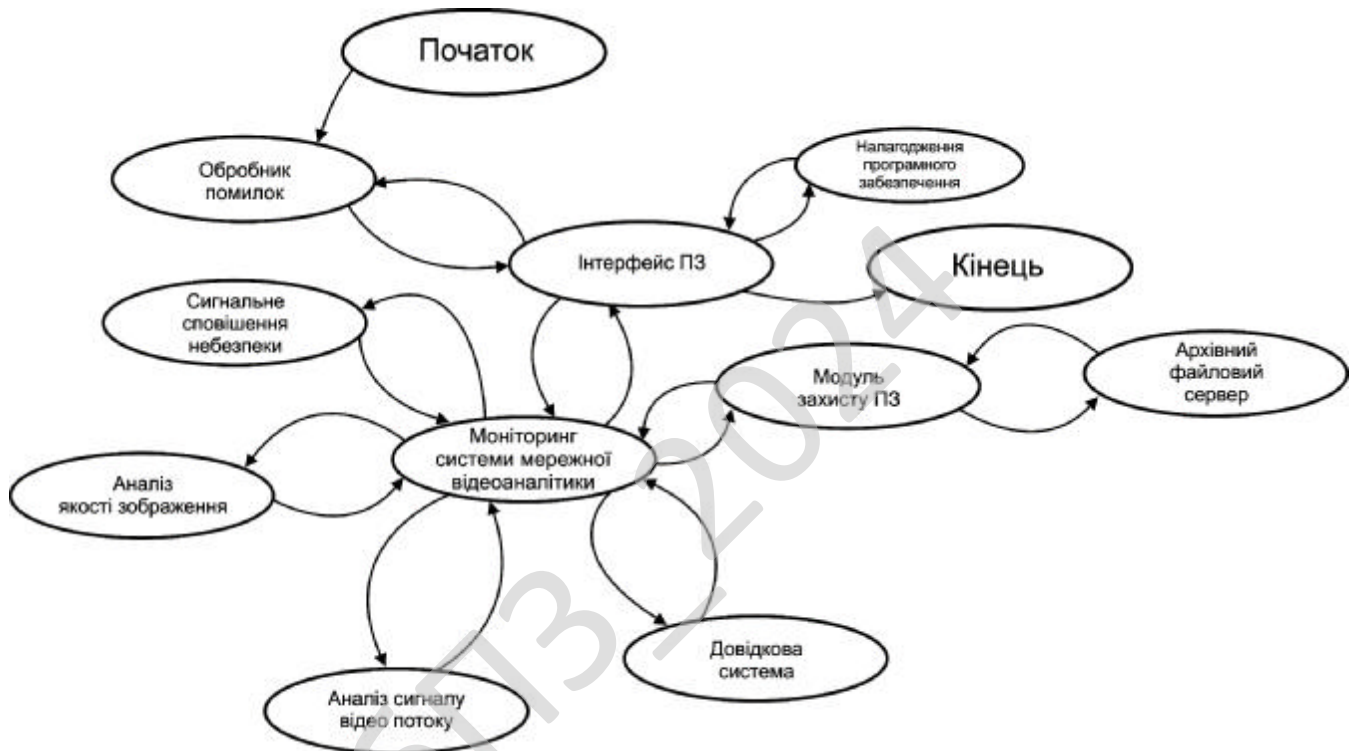 Початок
Обробник
помилок
Налагодження
програмного
забезпечення
Інтерфейс ПЗ
Кінець
Сигнальне
сповішення
небезпеки
Модуль
захисту ПЗ
Архівний
файловий
сервер
Моніторинг
системи мережної
відеоаналітики
Аналіз
якості зображення
Довідкова
система
Аналіз сигналу
відео потоку
ПЗ_2024